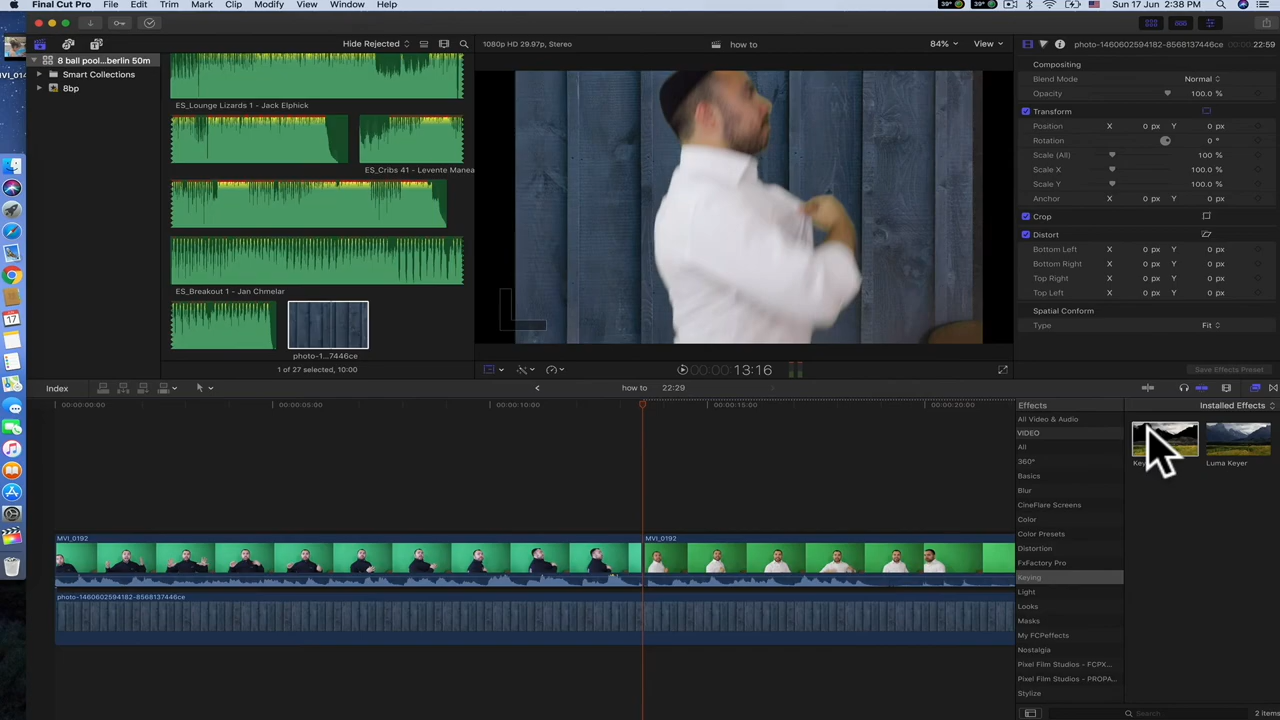 Final Cut Pro File Edit Trim Mark Clip Modify View Window Help 39° 39° Sun 17 Jun 2:38 PM
Hide Rejected
1080p HD 29.97p, Stereo how to 84% View
photo-1460602594182-8568137446ce 22:59
8 ball pool...berlin 50m
Smart Collections
8bp
ES_Lounge Lizards 1 - Jack Elphick
ES_Cribs 41 - Levente Manea
ES_Breakout 1 - Jan Chmelar
photo-1...7446ce
1 of 27 selected, 10:00
00:00:00 13:16
Compositing
Blend Mode Normal
Opacity 100.0 %
Transform
Position X 0 px Y 0 px
Rotation 0 °
Scale (All) 100 %
Scale X 100.0 %
Scale Y 100.0 %
Anchor X 0 px Y 0 px
Crop
Distort
Bottom Left X 0 px Y 0 px
Bottom Right X 0 px Y 0 px
Top Right X 0 px Y 0 px
Top Left X 0 px Y 0 px
Spatial Conform
Type Fit
Save Effects Preset
17
Index how to 22:29
00:00:00:00 00:00:05:00 00:00:10:00 00:00:15:00 00:00:20:00
MVI_0192 MVI_0192
photo-1460602594182-8568137446ce
Effects Installed Effects
All Video & Audio
VIDEO
All
360°
Basics
Blur
CineFlare Screens
Color
Color Presets
Distortion
FxFactory Pro
Keying
Light
Looks
Masks
My FCPeffects
Nostalgia
Pixel Film Studios - FCPX...
Pixel Film Studios - PROPA...
Stylize
Luma Keyer
Search 2 items